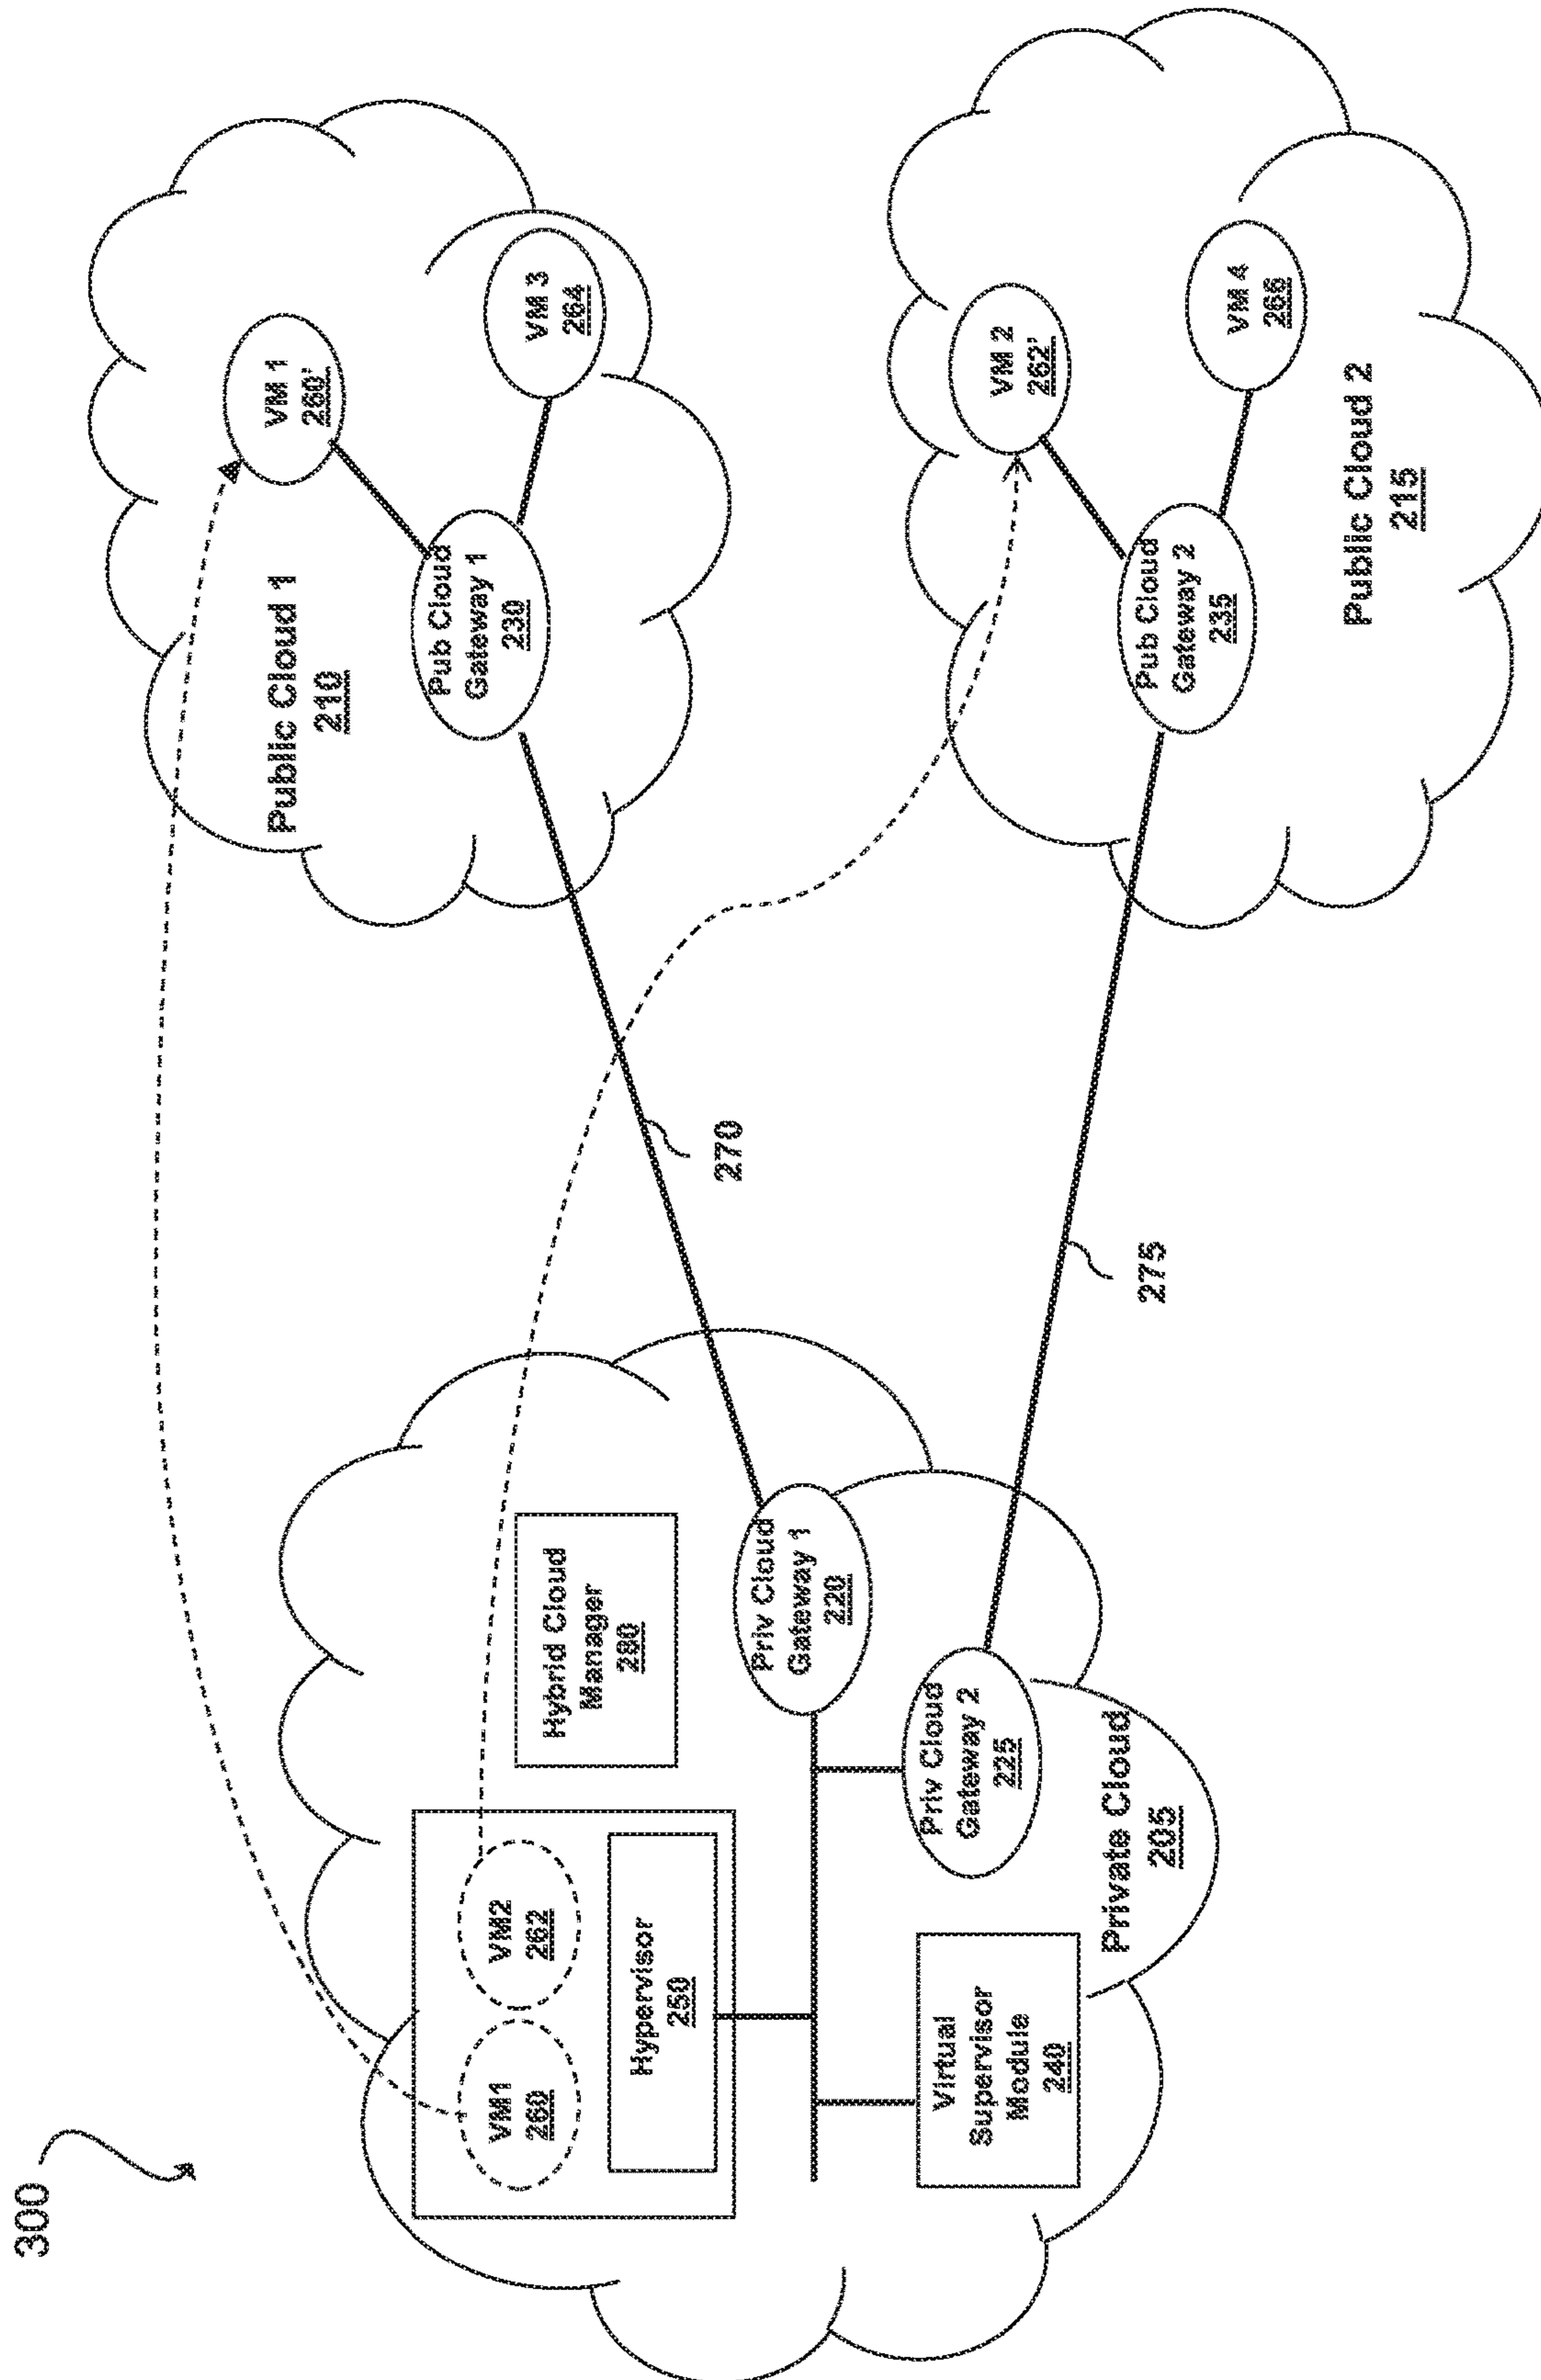 300
VM1
260
VM2
262
Hypervisor
250
Hybrid Cloud
Manager
280
Virtual
Supervisor
Module
240
Priv Cloud
Gateway 1
220
Priv Cloud
Gateway 2
225
Private Cloud
205
270
275
Public Cloud 1
210
Pub Cloud
Gateway 1
230
VM 1
260'
VM 3
264
VM 2
262'
Pub Cloud
Gateway 2
235
VM 4
266
Public Cloud 2
215